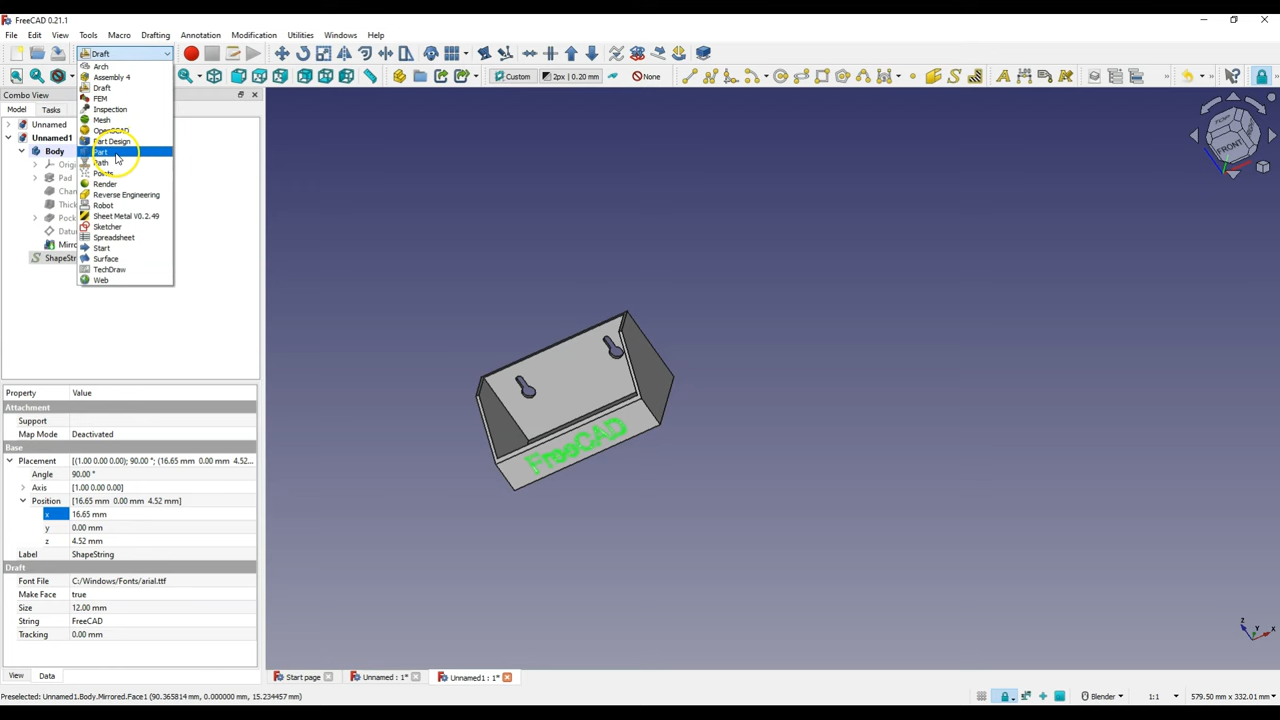 FreeCAD 0.21.1
File Edit View Tools Macro Drafting Annotation Modification Utilities Windows Help
Draft
Custom 2px | 0.20 mm None
Arch
Assembly 4
Draft
FEM
Inspection
Mesh
OpenSCAD
Part Design
Part
Path
Points
Render
Reverse Engineering
Robot
Sheet Metal V0.2.49
Sketcher
Spreadsheet
Start
Surface
TechDraw
Web
Combo View
Model Tasks
Unnamed
Unnamed1
Body
Origi
Pad
Cham
Thick
Pock
Datu
Mirro
ShapeStri
FRONT
FreeCAD
Z
Y
X
Property Value
Attachment
Support
Map Mode Deactivated
Base
Placement [(1.00 0.00 0.00); 90.00 °; (16.65 mm 0.00 mm 4.52...
Angle 90.00 °
Axis [1.00 0.00 0.00]
Position [16.65 mm 0.00 mm 4.52 mm]
x 16.65 mm
y 0.00 mm
z 4.52 mm
Label ShapeString
Draft
Font File C:/Windows/Fonts/arial.ttf
Make Face true
Size 12.00 mm
String FreeCAD
Tracking 0.00 mm
View Data
Start page Unnamed : 1* Unnamed1 : 1*
Preselected: Unnamed1.Body.Mirrored.Face1 (90.365814 mm, 0.000000 mm, 15.234457 mm) Blender 1:1 579.50 mm x 332.01 mm